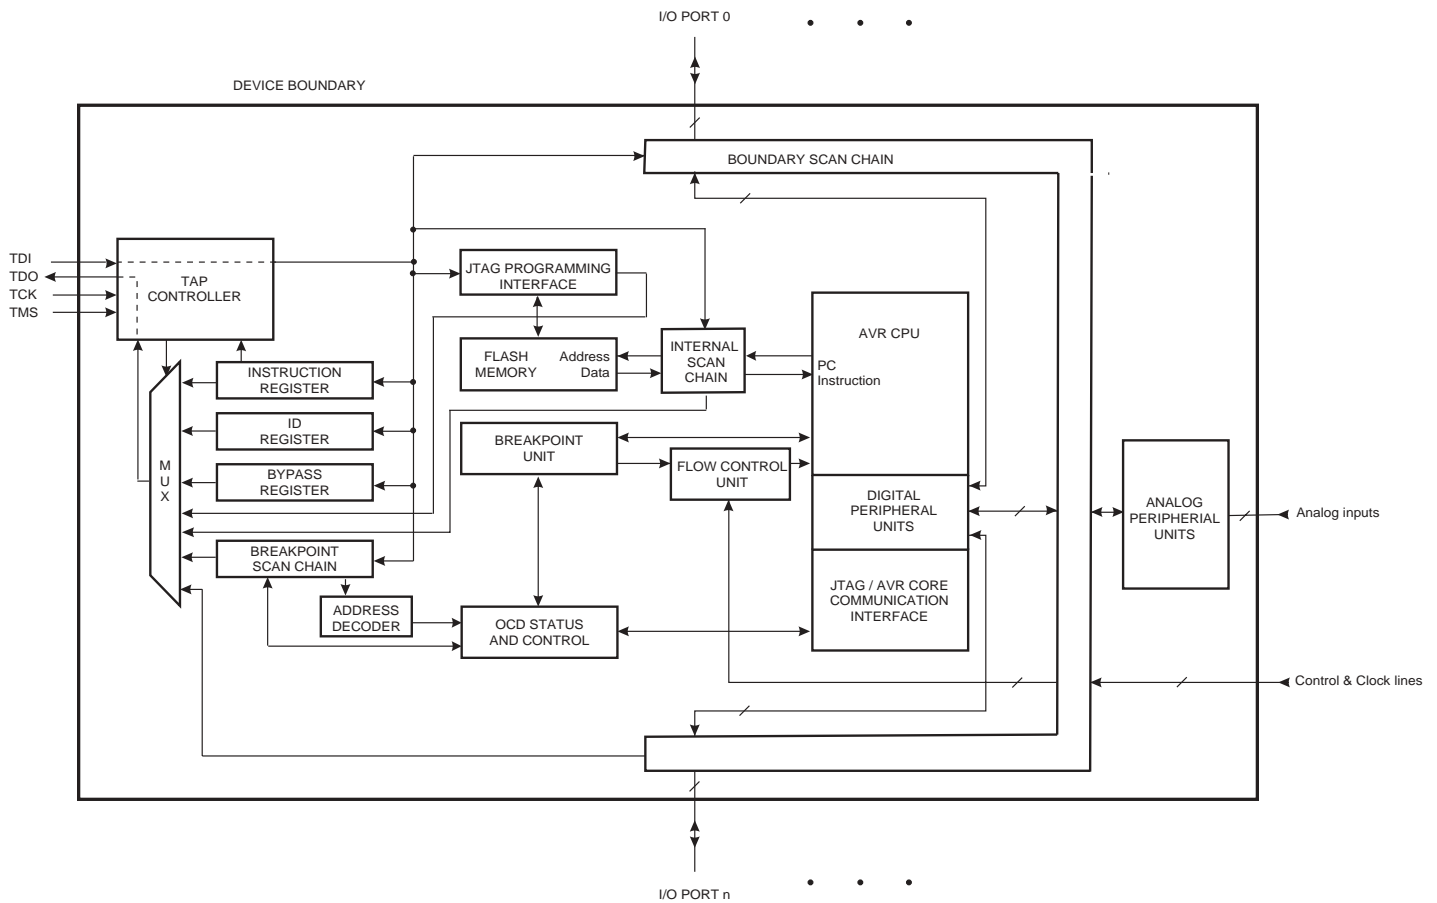 I/O PORT 0
DEVICE BOUNDARY
BOUNDARY SCAN CHAIN
TDI
TDO
TCK
TMS
TAP
CONTROLLER
JTAG PROGRAMMING
INTERFACE
AVR CPU
FLASH
MEMORY
Address
Data
INTERNAL
SCAN
CHAIN
PC
Instruction
INSTRUCTION
REGISTER
ID
REGISTER
BREAKPOINT
UNIT
FLOW CONTROL
UNIT
M
U
X
BYPASS
REGISTER
DIGITAL
PERIPHERAL
UNITS
ANALOG
PERIPHERIAL
UNITS
Analog inputs
BREAKPOINT
SCAN CHAIN
ADDRESS
DECODER
OCD STATUS
AND CONTROL
JTAG / AVR CORE
COMMUNICATION
INTERFACE
Control & Clock lines
I/O PORT n